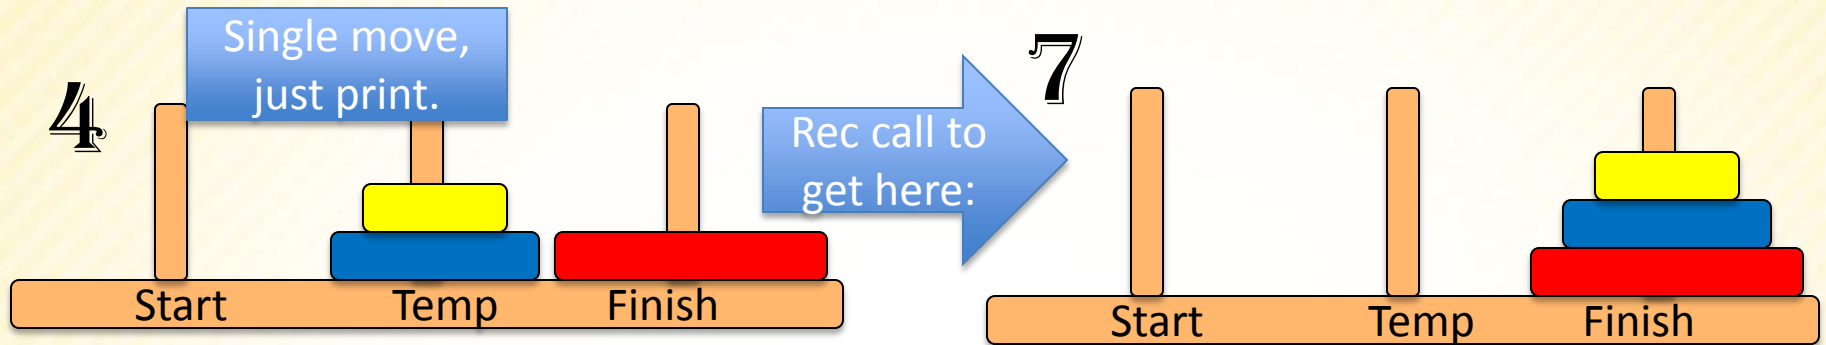 4
Single move,
just print.
Start Temp Finish
Rec call to
get here:
7
Start Temp Finish